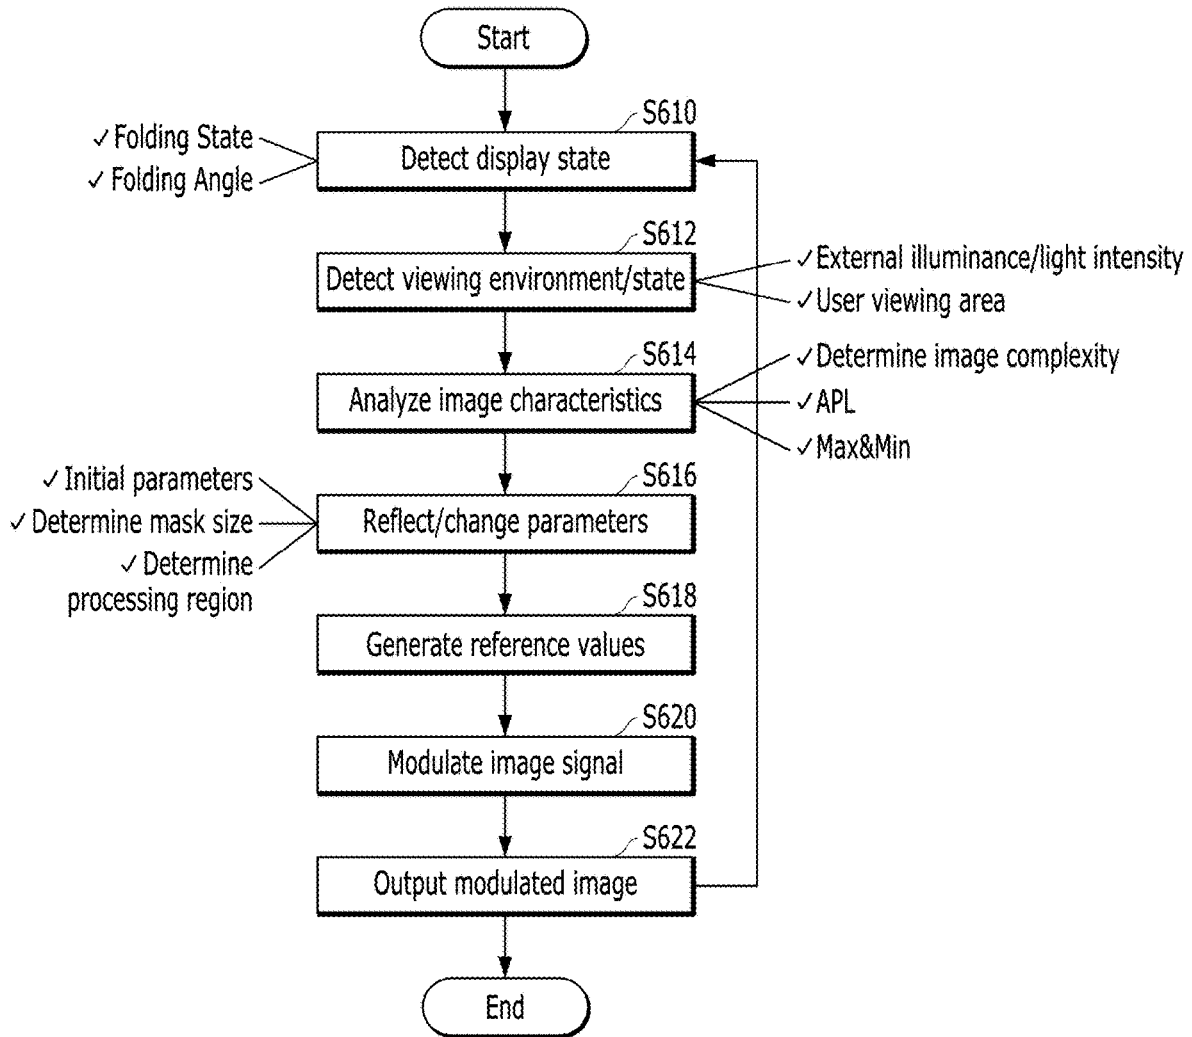 Start
S610
✓ Folding State
✓ Folding Angle
Detect display state
S612
Detect viewing environment/state
✓ External illuminance/light intensity
✓ User viewing area
S614
Analyze image characteristics
✓ Determine image complexity
✓ APL
✓ Max&Min
S616
✓ Initial parameters
✓ Determine mask size
✓ Determine
processing region
Reflect/change parameters
S618
Generate reference values
S620
Modulate image signal
S622
Output modulated image
End